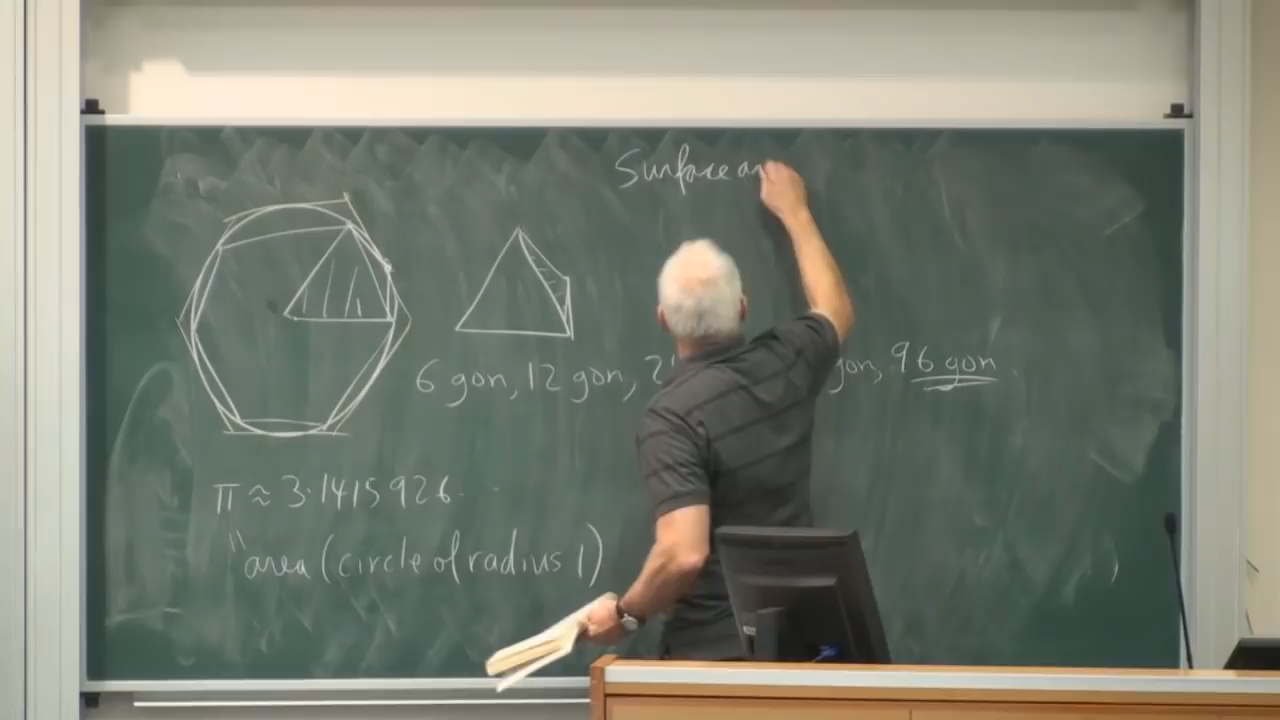 Surface a
6 gon, 12 gon, 2 gon, 96 gon
π ≈ 3.1415926...
"area (circle of radius 1)